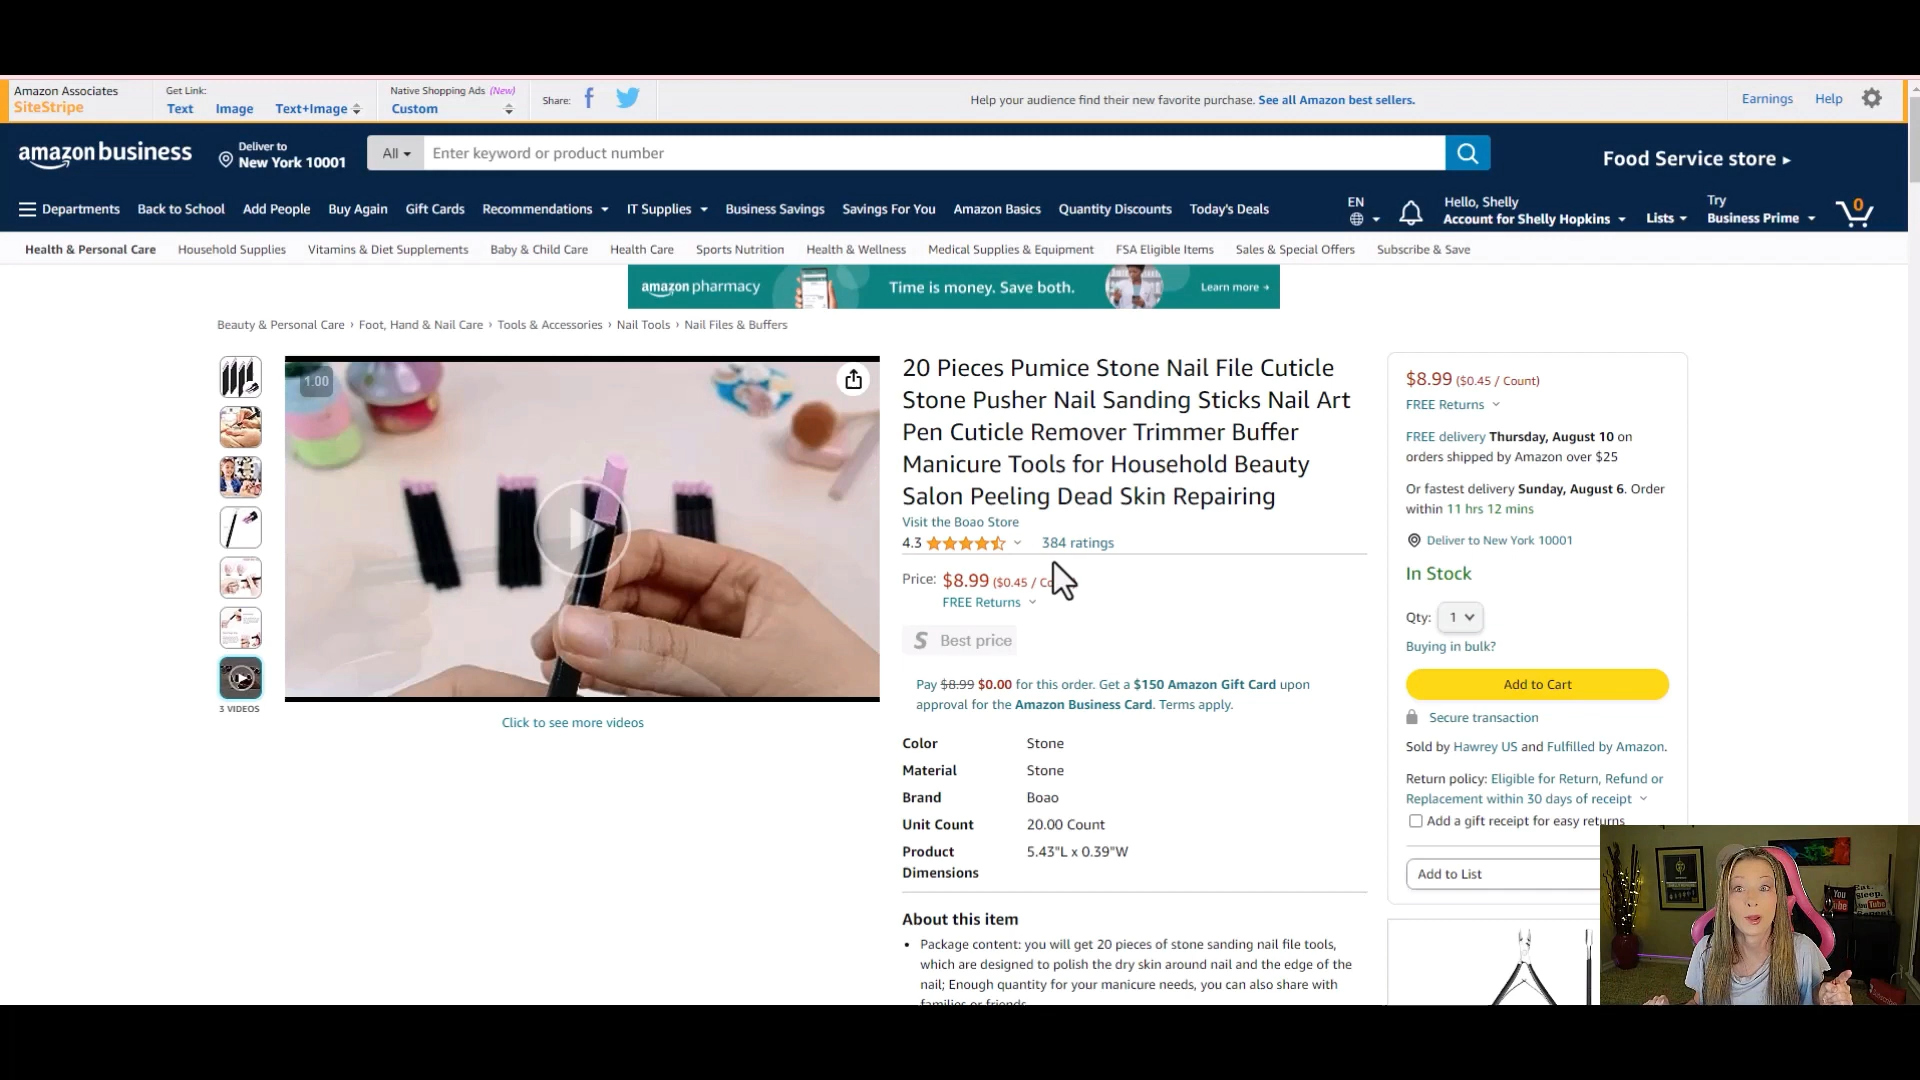 Amazon Associates
SiteStripe
Get Link:
Text Image Text+Image
Native Shopping Ads (New)
Custom
Share:
Help your audience find their new favorite purchase. See all Amazon best sellers.
Earnings Help
amazon business
Deliver to
New York 10001
All
Enter keyword or product number
Food Service store ▸
Departments Back to School Add People Buy Again Gift Cards Recommendations IT Supplies Business Savings Savings For You Amazon Basics Quantity Discounts Today's Deals
EN
Hello, Shelly
Account for Shelly Hopkins
Lists
Try
Business Prime
0
Health & Personal Care Household Supplies Vitamins & Diet Supplements Baby & Child Care Health Care Sports Nutrition Health & Wellness Medical Supplies & Equipment FSA Eligible Items Sales & Special Offers Subscribe & Save
amazon pharmacy Time is money. Save both. Learn more →
Beauty & Personal Care › Foot, Hand & Nail Care › Tools & Accessories › Nail Tools › Nail Files & Buffers
1.00
3 VIDEOS
Click to see more videos
20 Pieces Pumice Stone Nail File Cuticle
Stone Pusher Nail Sanding Sticks Nail Art
Pen Cuticle Remover Trimmer Buffer
Manicure Tools for Household Beauty
Salon Peeling Dead Skin Repairing
Visit the Boao Store
4.3 384 ratings
Price: $8.99 ($0.45 / Co
FREE Returns
S Best price
Pay $8.99 $0.00 for this order. Get a $150 Amazon Gift Card upon
approval for the Amazon Business Card. Terms apply.
Color Stone
Material Stone
Brand Boao
Unit Count 20.00 Count
Product 5.43"L x 0.39"W
Dimensions
About this item
• Package content: you will get 20 pieces of stone sanding nail file tools,
which are designed to polish the dry skin around nail and the edge of the
nail; Enough quantity for your manicure needs, you can also share with
families or friends
$8.99 ($0.45 / Count)
FREE Returns
FREE delivery Thursday, August 10 on
orders shipped by Amazon over $25
Or fastest delivery Sunday, August 6. Order
within 11 hrs 12 mins
Deliver to New York 10001
In Stock
Qty: 1
Buying in bulk?
Add to Cart
Secure transaction
Sold by Hawrey US and Fulfilled by Amazon.
Return policy: Eligible for Return, Refund or
Replacement within 30 days of receipt
Add a gift receipt for easy returns
Add to List
You
Tube
Eat.
Sleep.
YouTube
Repeat